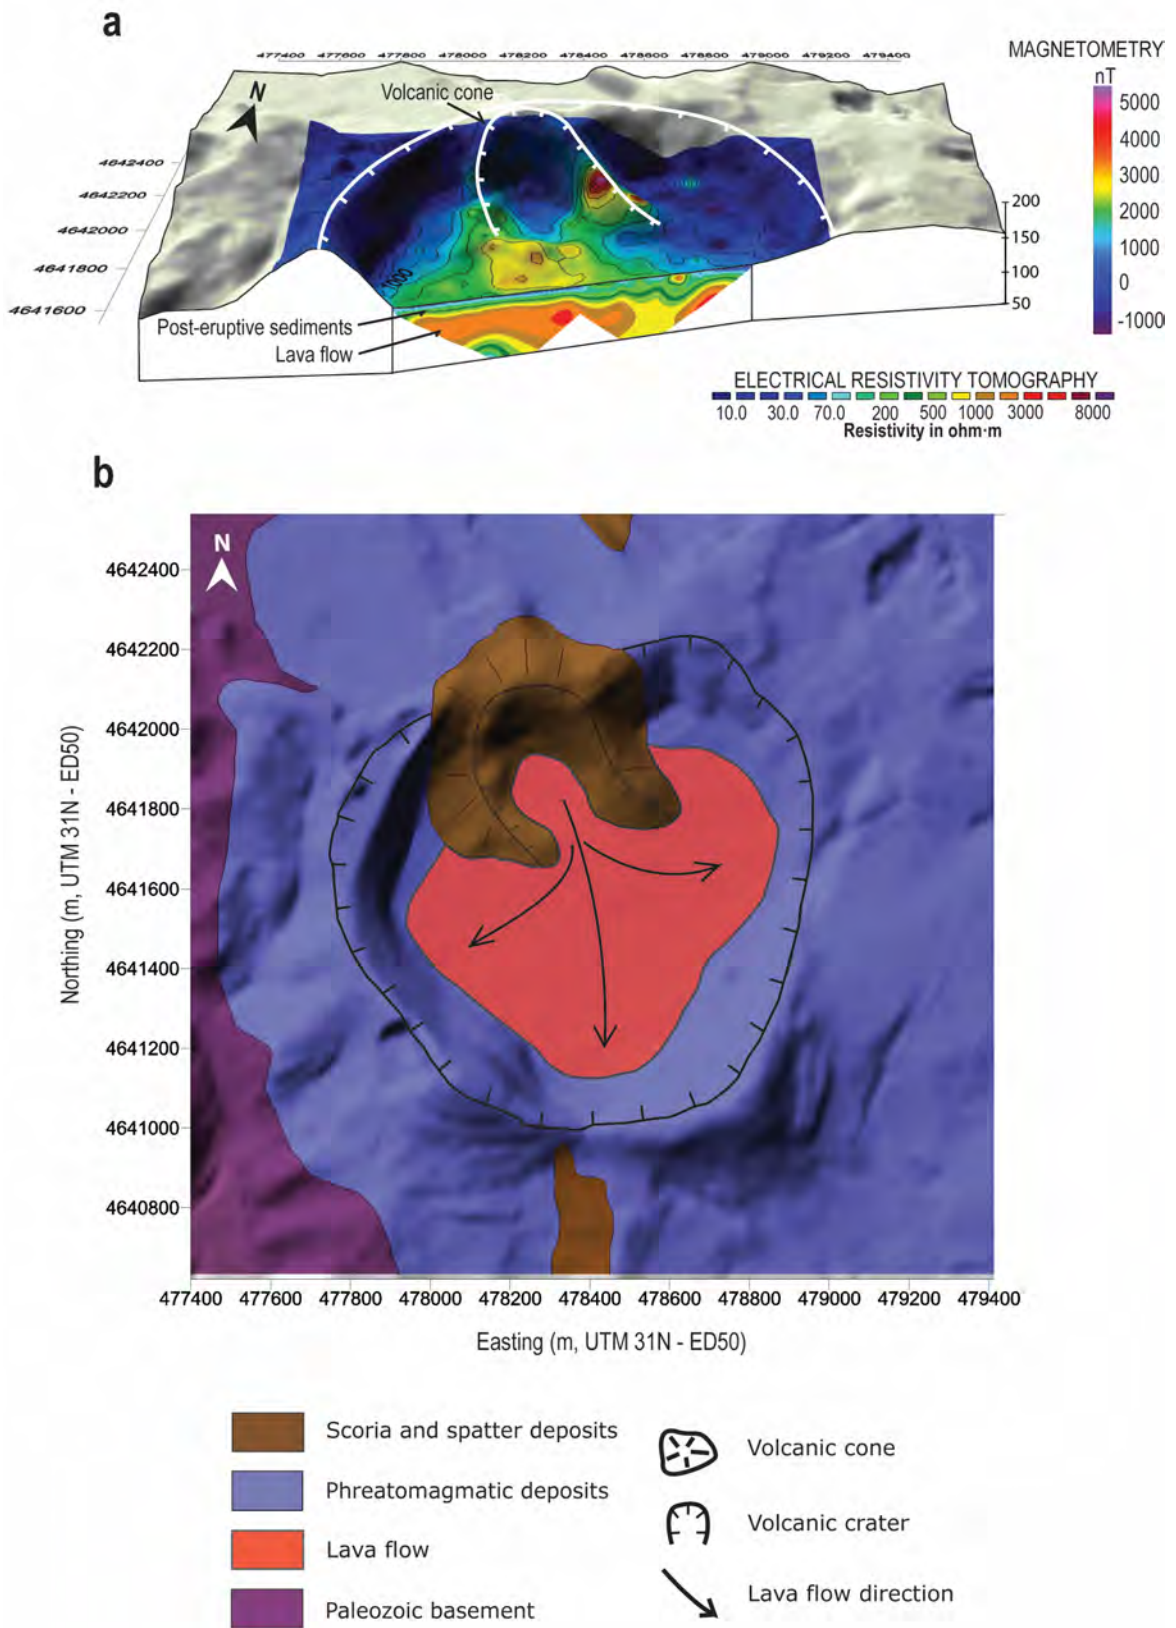 a
477400 477600 477800 478000 478200 478400 478600 478800 479000 479200 479400
MAGNETOMETRY
nT
5000
4000
3000
2000
1000
0
-1000
N
Volcanic cone
4642400
4642200
4642000
4641800
4641600
200
150
100
50
1000
Post-eruptive sediments
Lava flow
ELECTRICAL RESISTIVITY TOMOGRAPHY
10.0 30.0 70.0 200 500 1000 3000 8000
Resistivity in ohm·m
b
N
4642400
4642200
4642000
4641800
4641600
4641400
4641200
4641000
4640800
Northing (m, UTM 31N - ED50)
477400 477600 477800 478000 478200 478400 478600 478800 479000 479200 479400
Easting (m, UTM 31N - ED50)
Scoria and spatter deposits
Phreatomagmatic deposits
Lava flow
Paleozoic basement
Volcanic cone
Volcanic crater
Lava flow direction